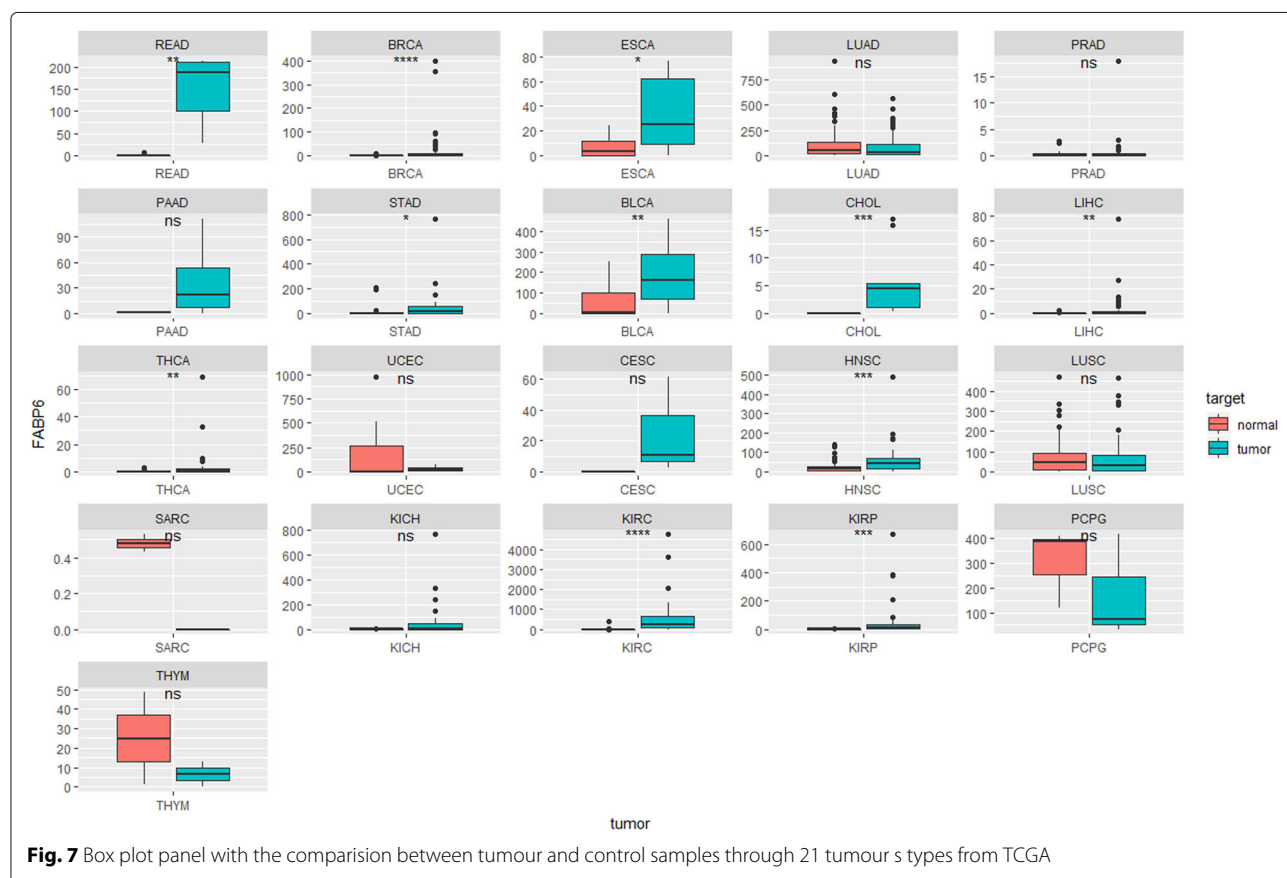 READ
**
200
150
100
50
0
READ
BRCA
****
400
300
200
100
0
BRCA
ESCA
*
80
60
40
20
0
ESCA
LUAD
ns
750
500
250
0
LUAD
PRAD
ns
15
10
5
0
PRAD
PAAD
ns
90
60
30
0
PAAD
STAD
*
800
600
400
200
0
STAD
BLCA
**
400
300
200
100
0
BLCA
CHOL
***
15
10
5
0
CHOL
LIHC
**
80
60
40
20
0
LIHC
THCA
**
60
40
20
0
THCA
UCEC
ns
1000
750
500
250
0
UCEC
CESC
ns
60
40
20
0
CESC
HNSC
***
500
400
300
200
100
0
HNSC
LUSC
ns
400
300
200
100
0
LUSC
FABP6
target
normal
tumor
SARC
ns
0.4
0.2
0.0
SARC
KICH
ns
800
600
400
200
0
KICH
KIRC
****
4000
3000
2000
1000
0
KIRC
KIRP
***
600
400
200
0
KIRP
PCPG
ns
400
300
200
100
PCPG
THYM
ns
50
40
30
20
10
0
THYM
tumor
Fig. 7 Box plot panel with the comparision between tumour and control samples through 21 tumour s types from TCGA